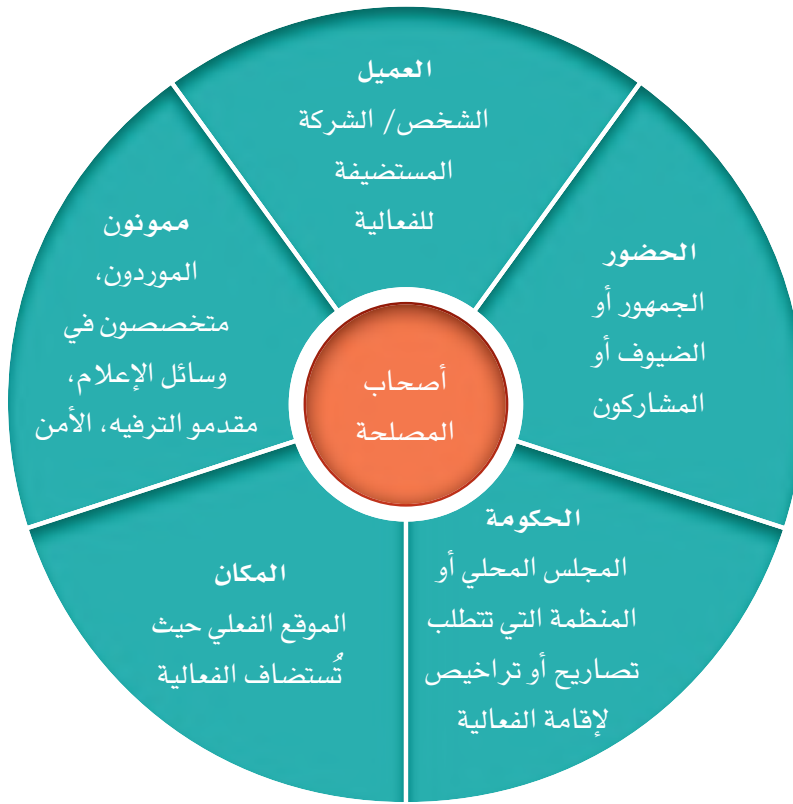 العميل
الشخص/ الشركة
المستضيفة
للفعالية
الحضور
الجمهور أو
الضيوف أو
المشاركون
الحكومة
المجلس المحلي أو
المنظمة التي تتطلب
تصاريح أو تراخيص
لإقامة الفعالية
المكان
الموقع الفعلي حيث
تُستضاف الفعالية
ممونون
الموردون،
متخصصون في
وسائل الإعلام،
مقدمو الترفيه، الأمن
أصحاب
المصلحة